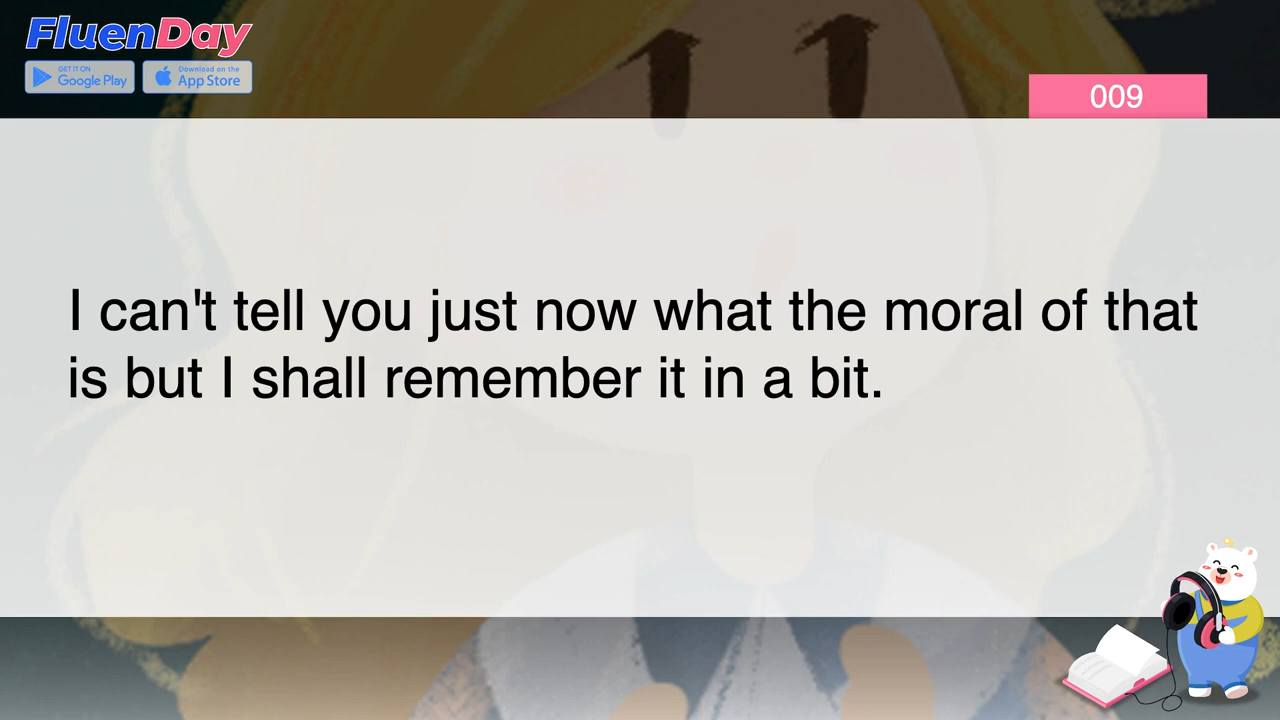 FluenDay
GET IT ON
Google Play
Download on the
App Store
009
I can't tell you just now what the moral of that
is but I shall remember it in a bit.